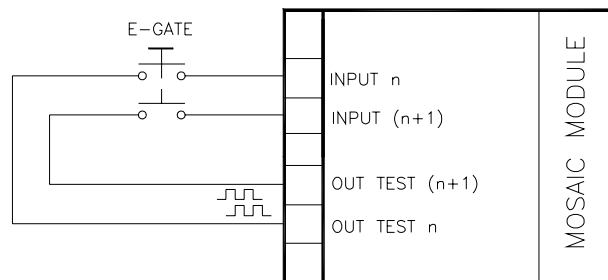 E-GATE
INPUT n
INPUT (n+1)
OUT TEST (n+1)
OUT TEST n
MOSAIC MODULE